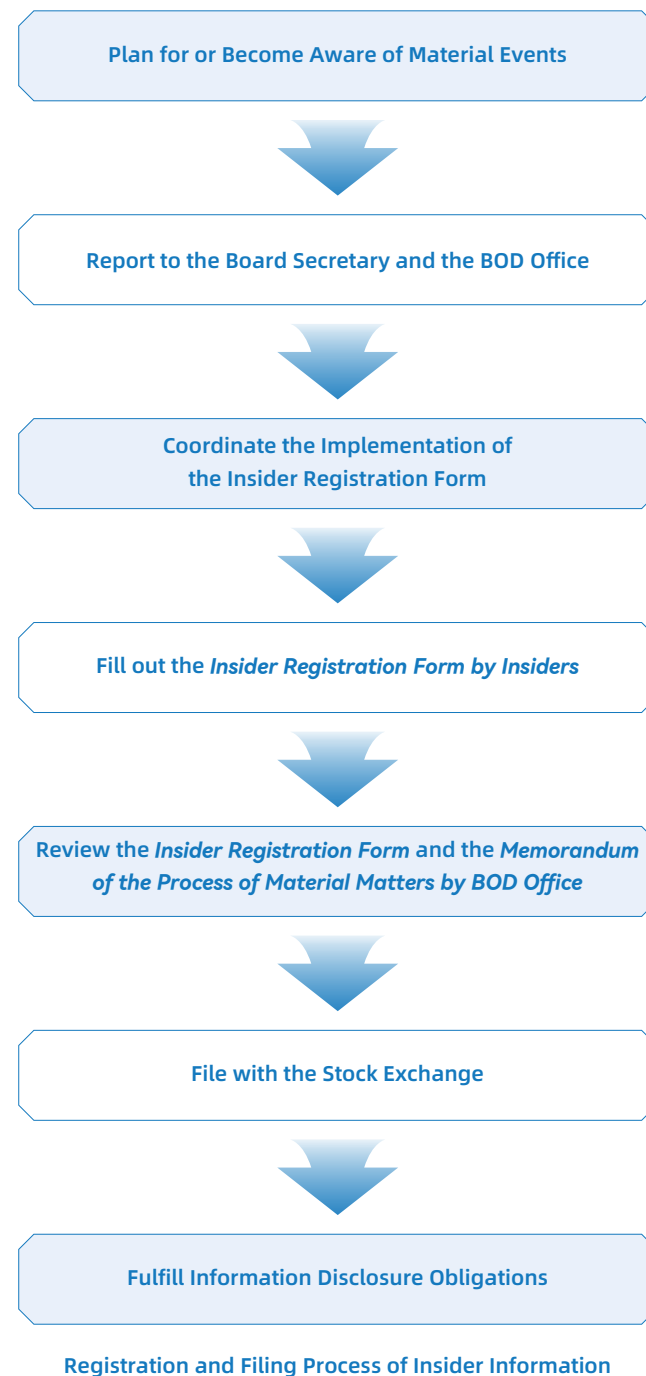 Plan for or Become Aware of Material Events
Report to the Board Secretary and the BOD Office
Coordinate the Implementation of
the Insider Registration Form
Fill out the Insider Registration Form by Insiders
Review the Insider Registration Form and the Memorandum
of the Process of Material Matters by BOD Office
File with the Stock Exchange
Fulfill Information Disclosure Obligations
Registration and Filing Process of Insider Information